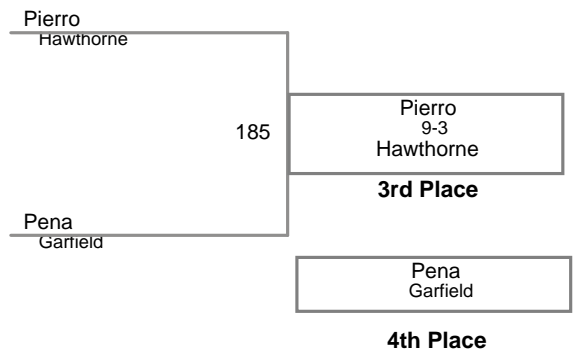 Pierro
Hawthorne
185
Pierro
9-3
Hawthorne
3rd Place
Pena
Garfield
Pena
Garfield
4th Place